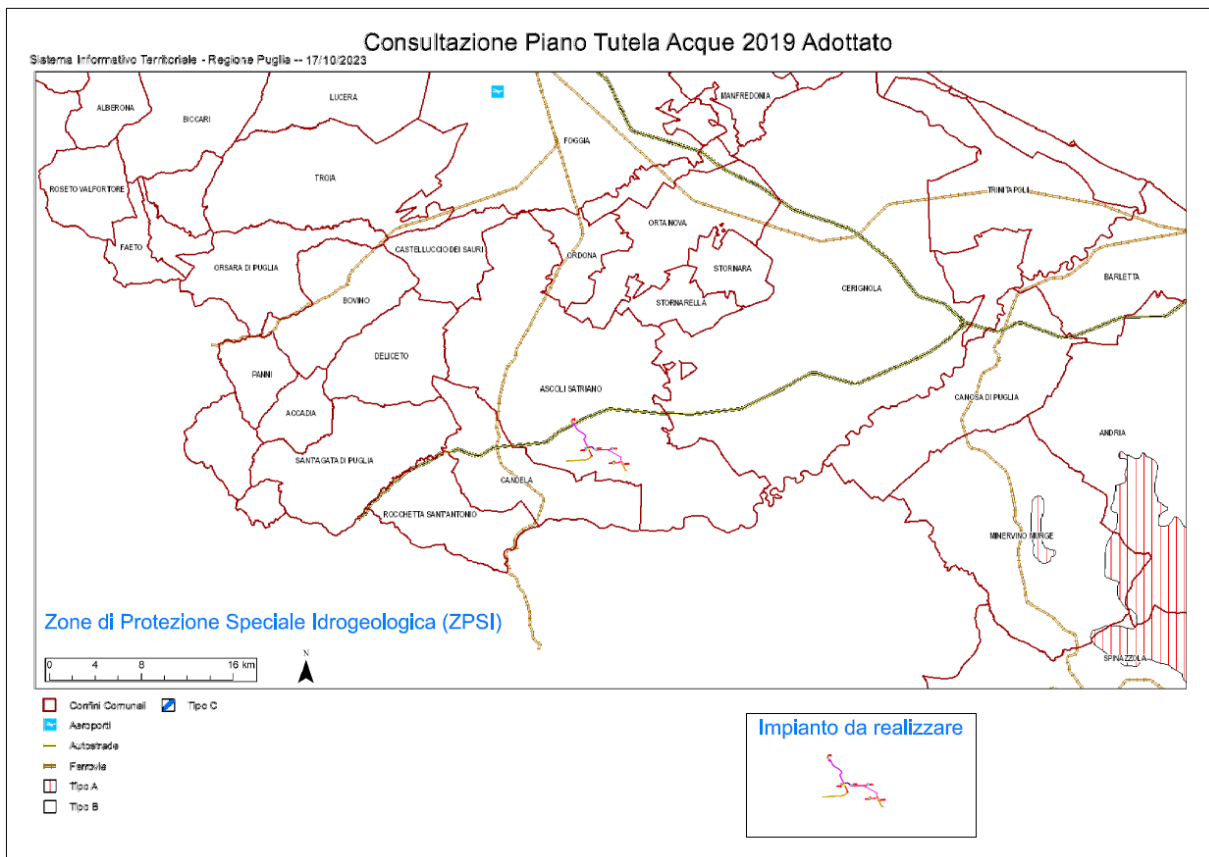 Consultazione Piano Tutela Acque 2019 Adottato
Sistema Informativo Territoriale - Regione Puglia -- 17/10/2023
ALBERONA
BICCARI
LUCERA
MANFREDONIA
FOGGIA
ROSETO VALFORTORE
TROIA
TRINITAPOLI
FAETO
ORSARA DI PUGLIA
CASTELLUCCIO DEI SAURI
ORTA NOVA
ORDONA
STORNARA
BARLETTA
BOVINO
STORNARELLA
CERIGNOLA
DELICETO
PANNI
ASCOLI SATRIANO
ACCADIA
CANOSA DI PUGLIA
ANDRIA
SANT'AGATA DI PUGLIA
CANDELA
ROCCHETTA SANT'ANTONIO
MINERVINO MURGE
SPINAZZOLA
Zone di Protezione Speciale Idrogeologica (ZPSI)
0 4 8 16 km
N
Confini Comunali
Tipo C
Aeroporti
Autostrade
Ferrovie
Tipo A
Tipo B
Impianto da realizzare